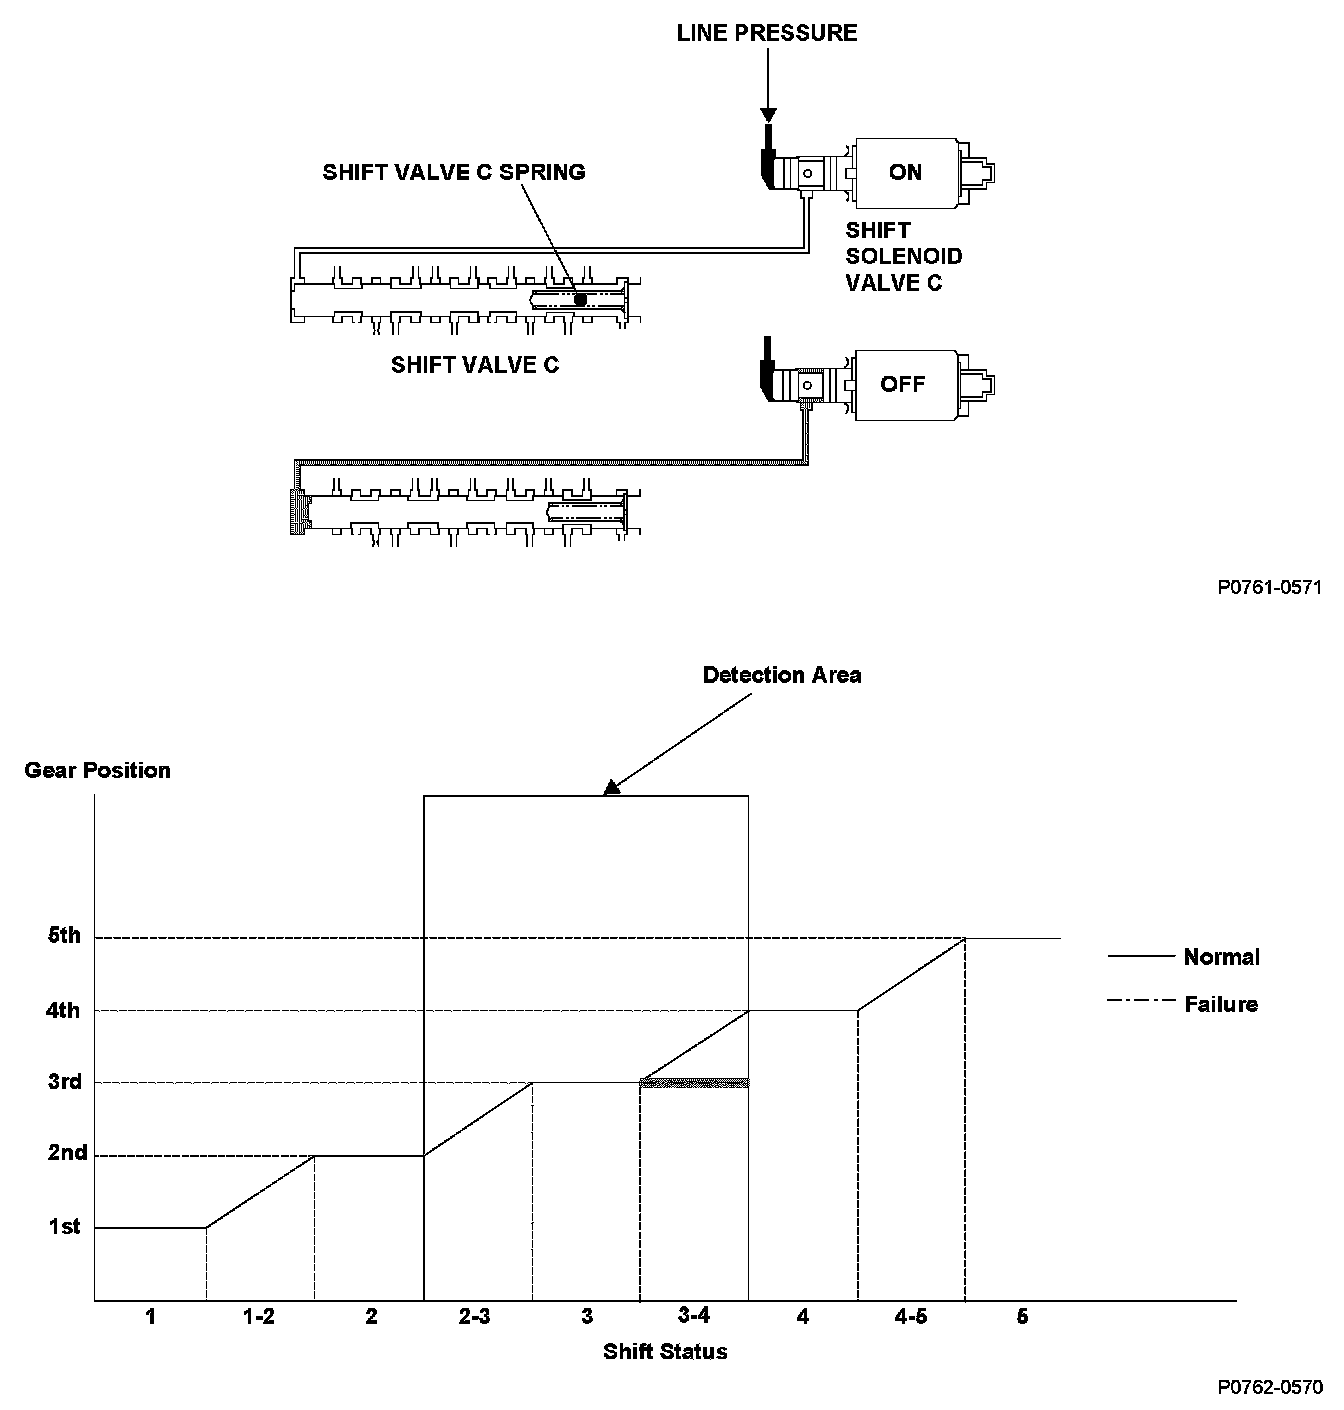 LINE PRESSURE
SHIFT VALVE C SPRING
ON
SHIFT
SOLENOID
VALVE C
SHIFT VALVE C
OFF
P0761-0571
Detection Area
Gear Position
5th
4th
3rd
2nd
1st
Normal
Failure
1
1-2
2
2-3
3
3-4
4
4-5
5
Shift Status
P0762-0570